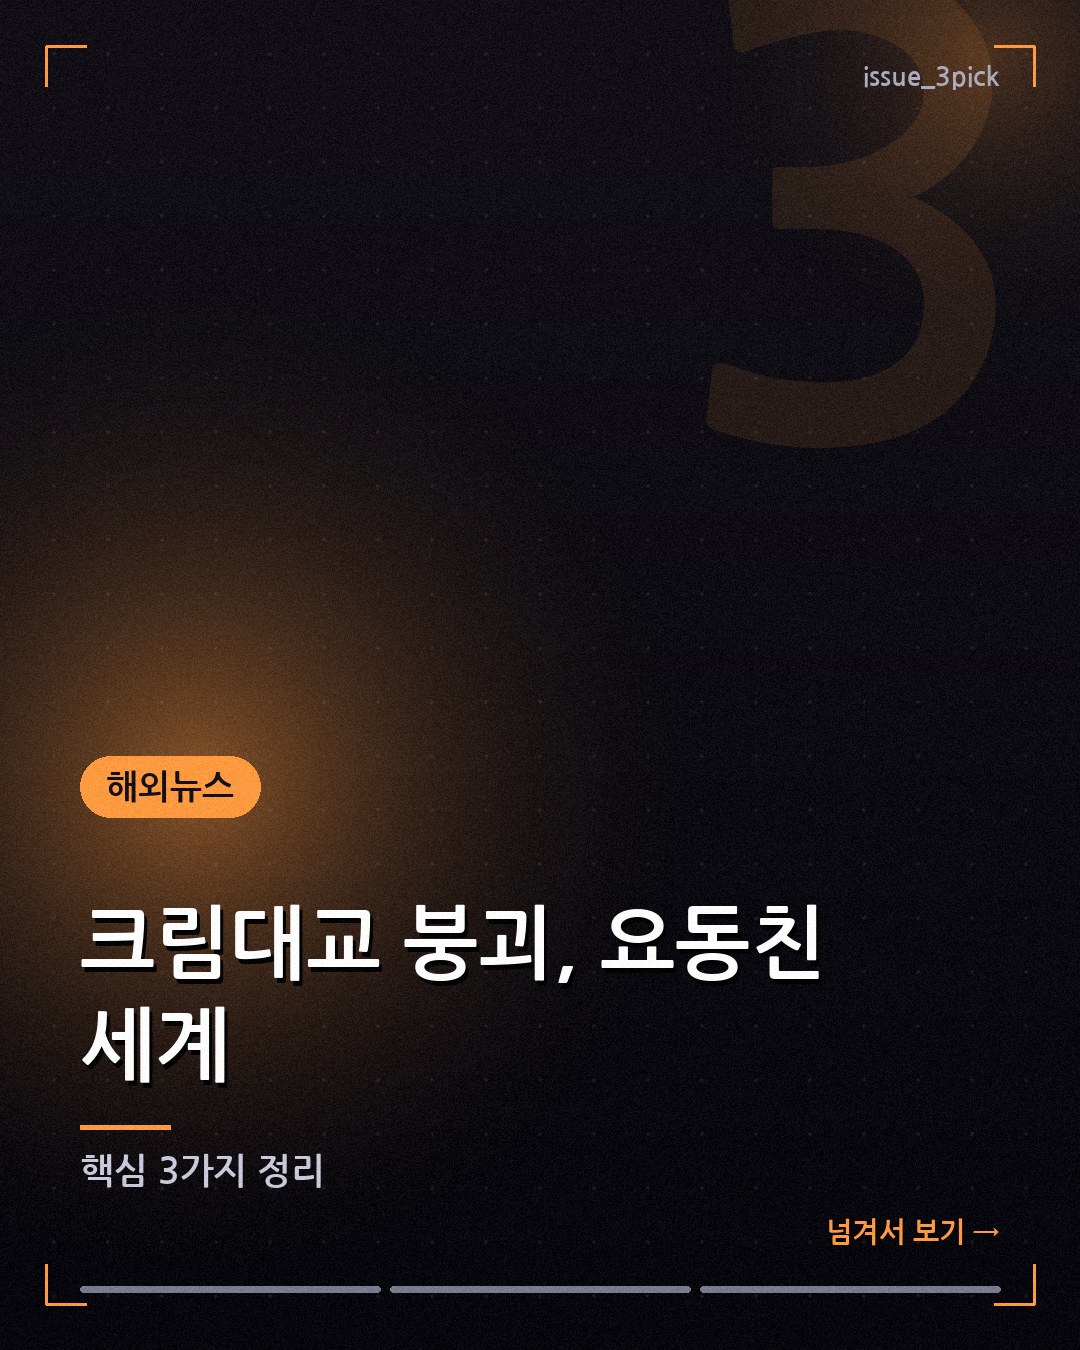 issue_3pick
3
해외뉴스
크림대교 붕괴, 요동친
세계
핵심 3가지 정리
넘겨서 보기 →